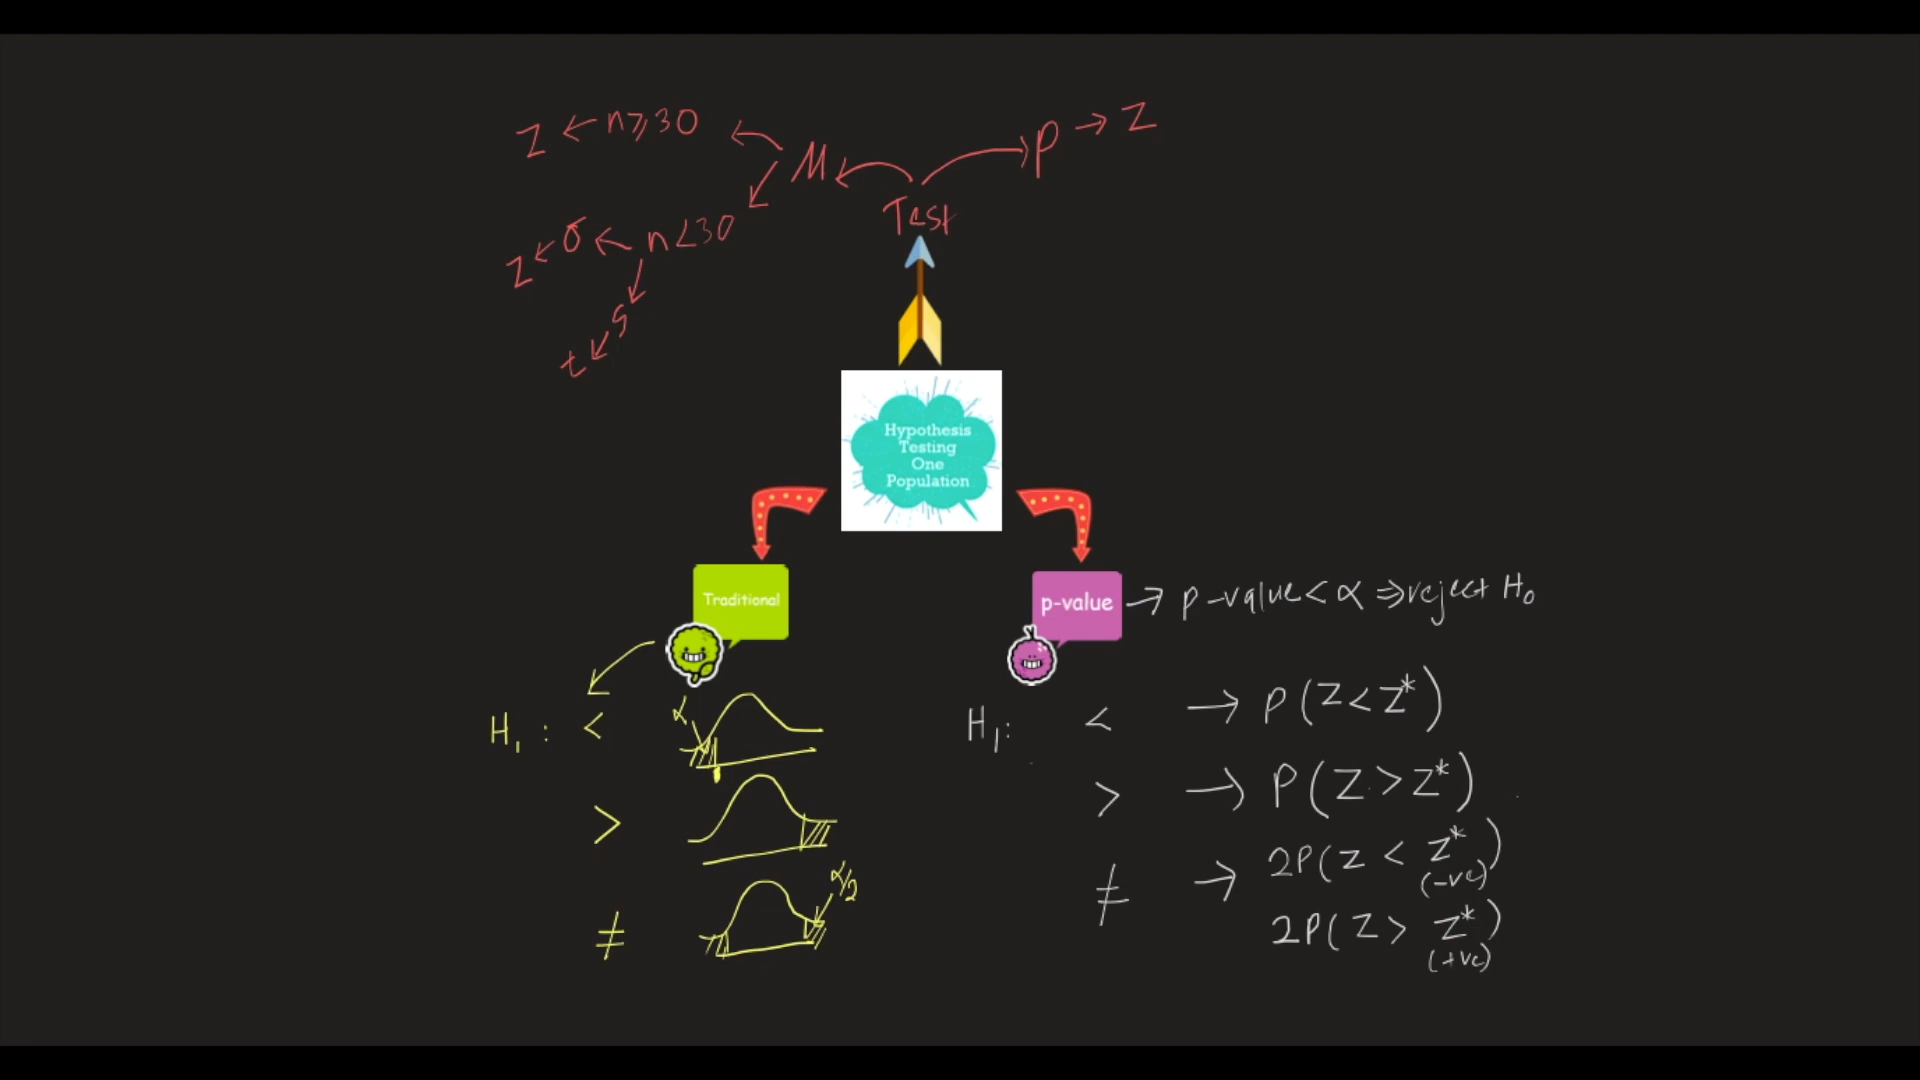 Z ← n⩾30 ← M ← Test → P → Z
Z ← σ ← n<30
t ← s
Hypothesis
Testing
One
Population
Traditional
p-value → p-value < α ⇒ reject H₀
H₁ : < α
>
≠ α/2
H₁: < → P(Z < Z*)
> → P(Z > Z*)
≠ → 2P(Z < Z*)
(-ve)
2P(Z > Z*)
(+ve)